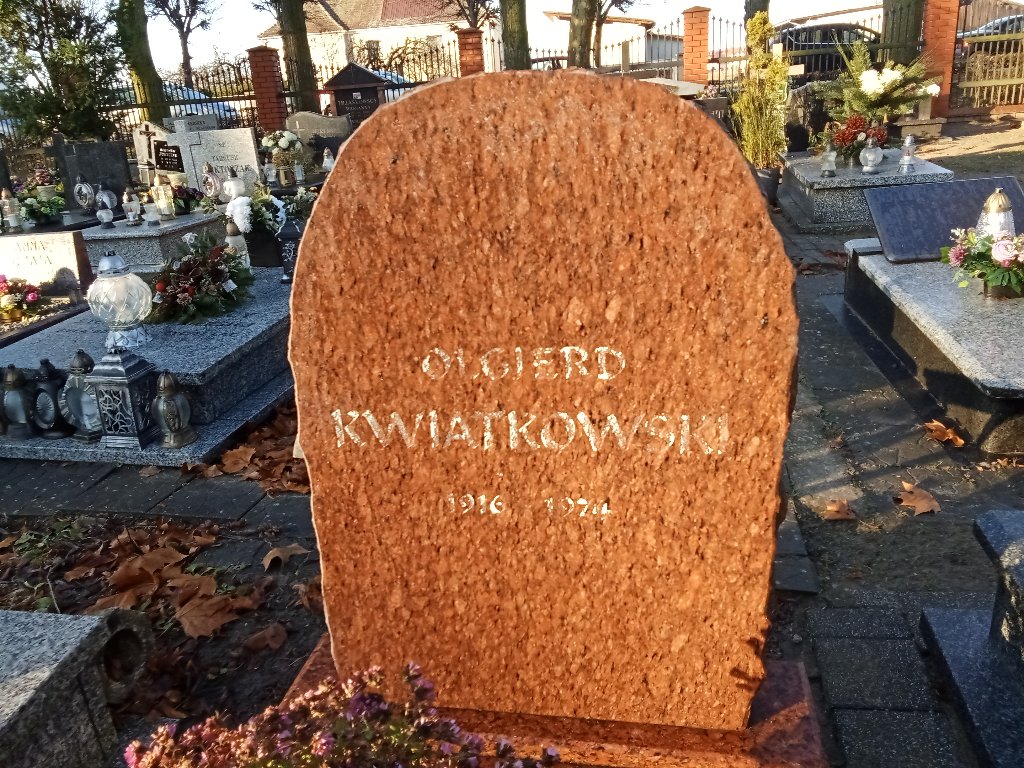 OLGIERD
KWIATKOWSKI
1916 - 1974